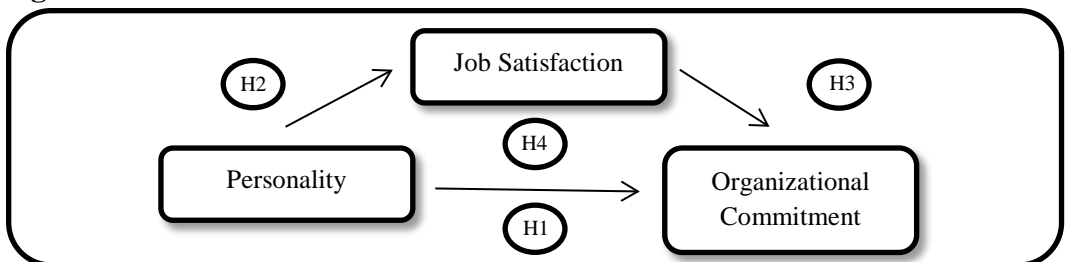 Job Satisfaction
H2
H3
H4
Personality
Organizational
Commitment
H1